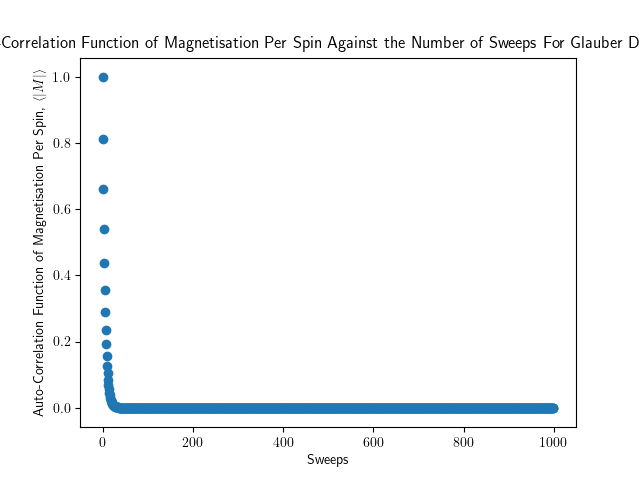 -Correlation Function of Magnetisation Per Spin Against the Number of Sweeps For Glauber D
Auto-Correlation Function of Magnetisation Per Spin, ⟨|M|⟩
1.0
0.8
0.6
0.4
0.2
0.0
0 200 400 600 800 1000
Sweeps